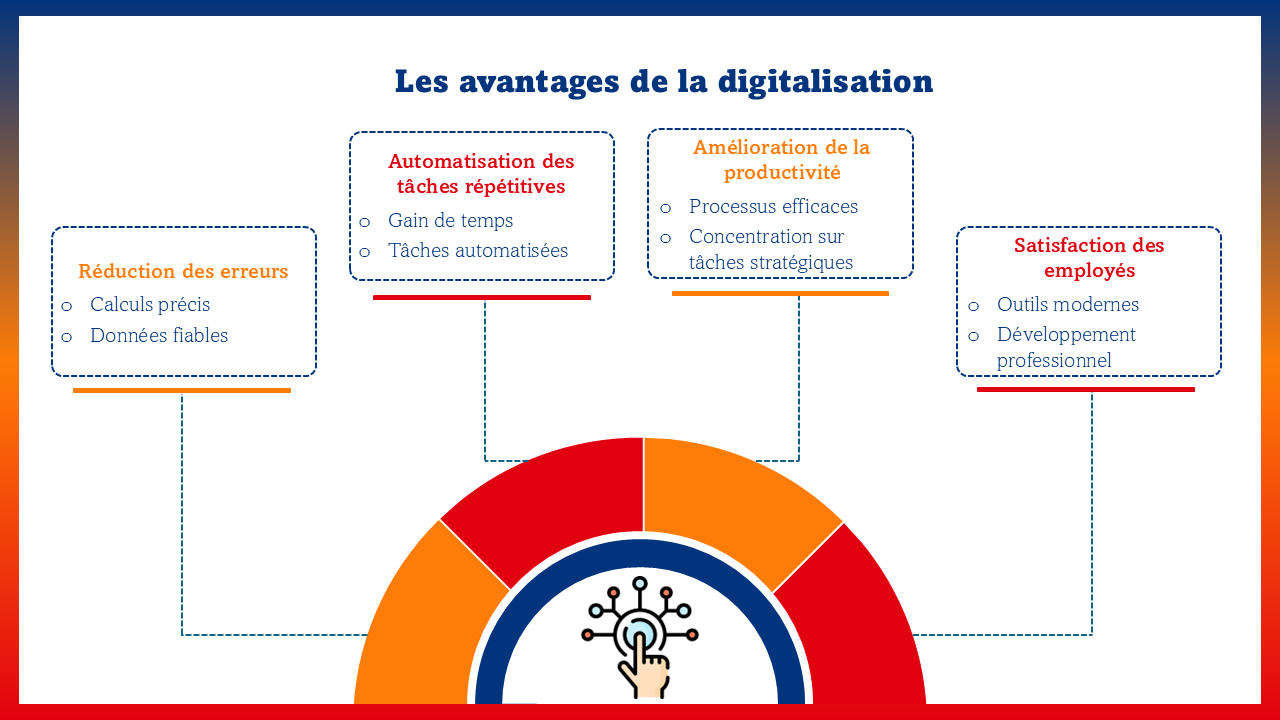 Les avantages de la digitalisation
Réduction des erreurs
o Calculs précis
o Données fiables
Automatisation des
tâches répétitives
o Gain de temps
o Tâches automatisées
Amélioration de la
productivité
o Processus efficaces
o Concentration sur
tâches stratégiques
Satisfaction des
employés
o Outils modernes
o Développement
professionnel